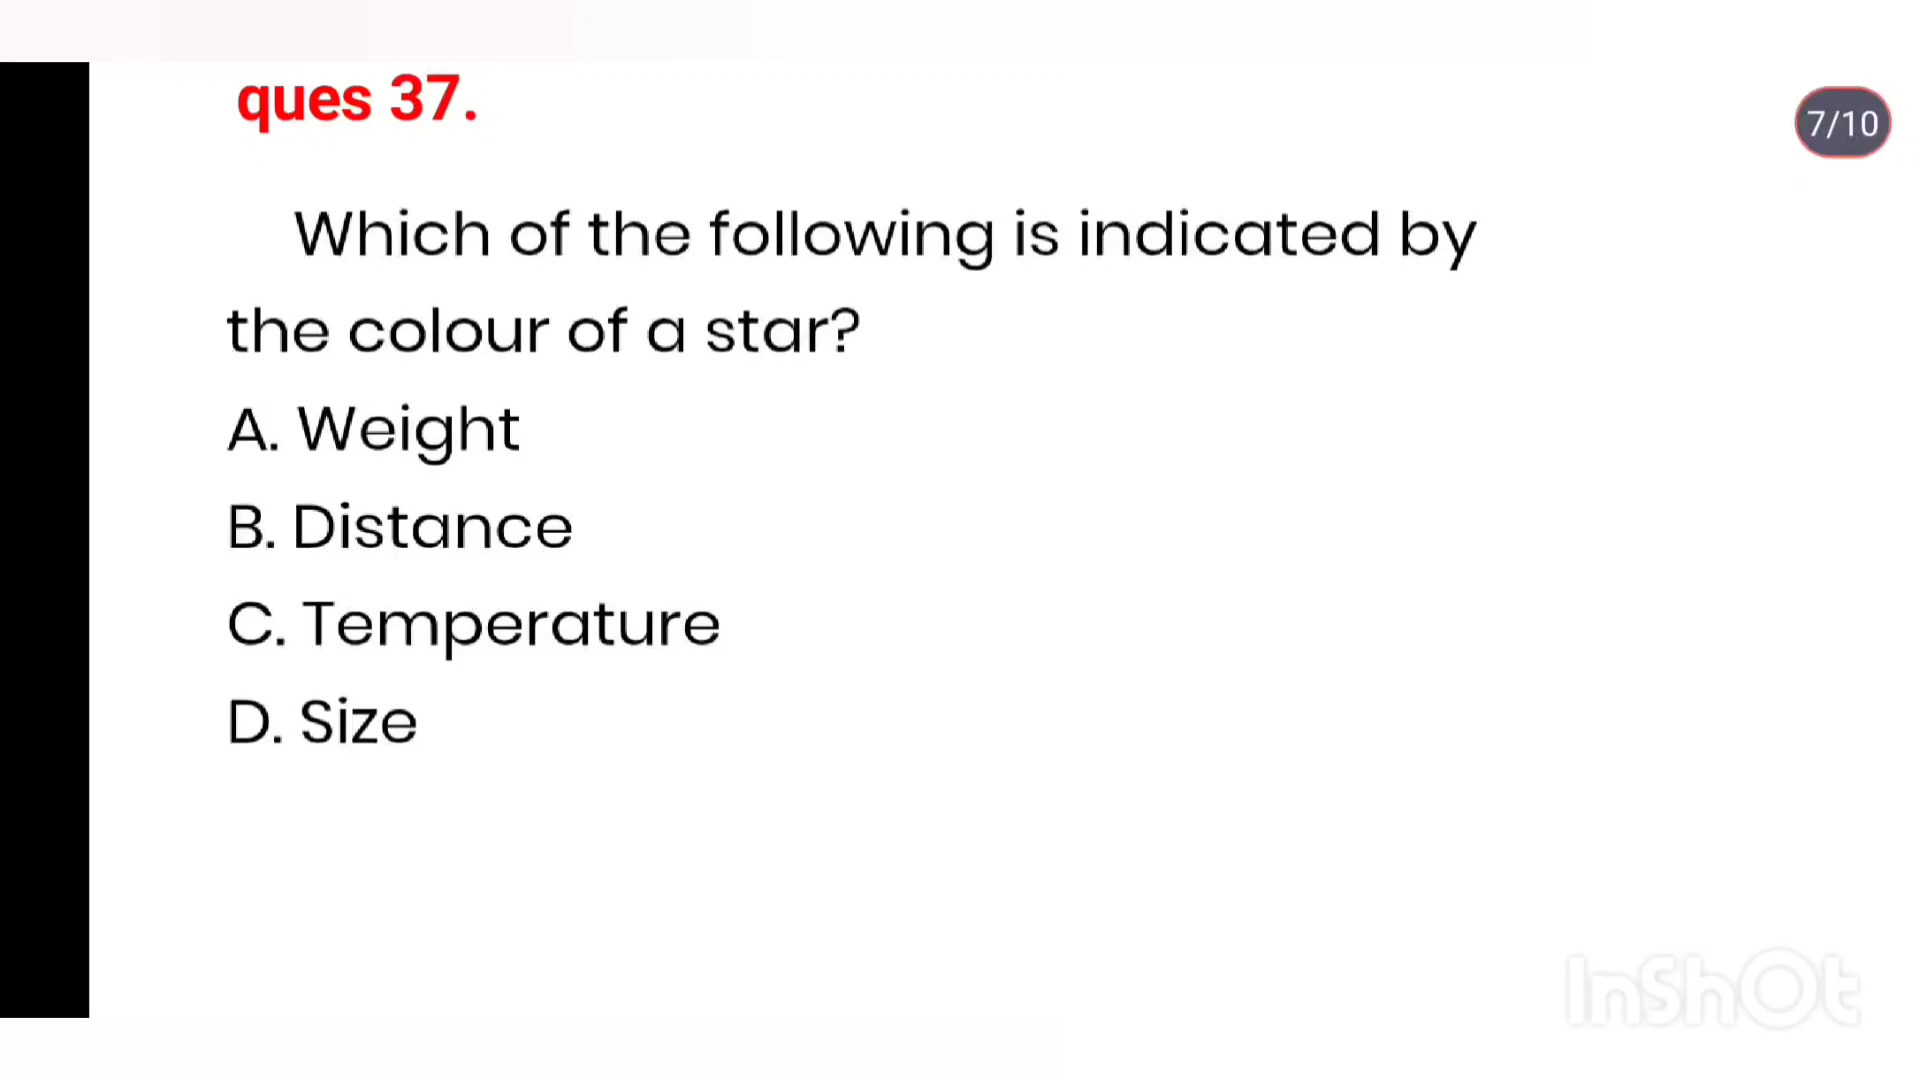 ques 37.
7/10
Which of the following is indicated by
the colour of a star?
A. Weight
B. Distance
C. Temperature
D. Size
InShOt